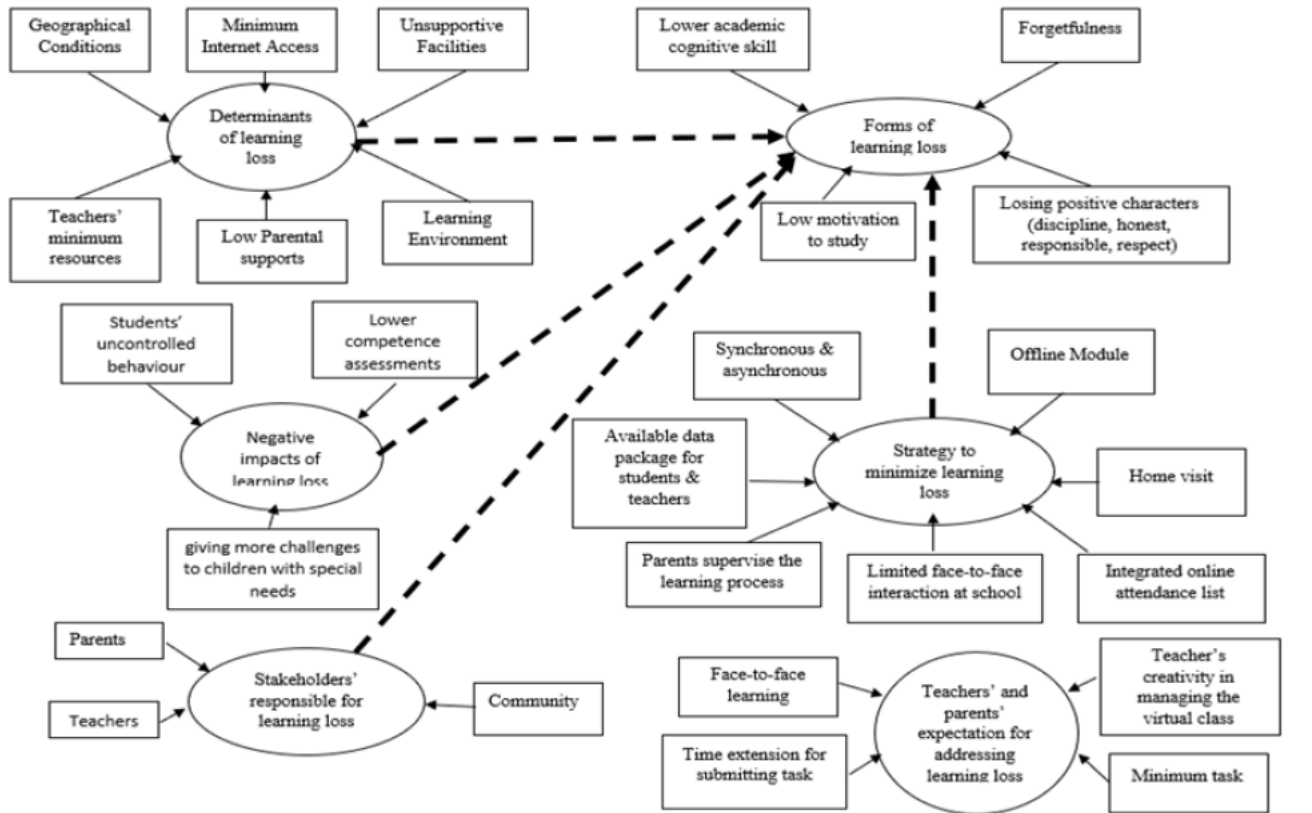 Geographical
Conditions
Minimum
Internet Access
Unsupportive
Facilities
Determinants
of learning
loss
Teachers'
minimum
resources
Low Parental
supports
Learning
Environment
Lower academic
cognitive skill
Forgetfulness
Forms of
learning loss
Low motivation
to study
Losing positive characters
(discipline, honest,
responsible, respect)
Students'
uncontrolled
behaviour
Lower
competence
assessments
Negative
impacts of
learning loss
giving more challenges
to children with special
needs
Synchronous &
asynchronous
Offline Module
Available data
package for
students &
teachers
Strategy to
minimize learning
loss
Home visit
Parents supervise the
learning process
Limited face-to-face
interaction at school
Integrated online
attendance list
Parents
Teachers
Stakeholders'
responsible for
learning loss
Community
Face-to-face
learning
Time extension for
submitting task
Teachers' and
parents'
expectation for
addressing
learning loss
Teacher's
creativity in
managing the
virtual class
Minimum task